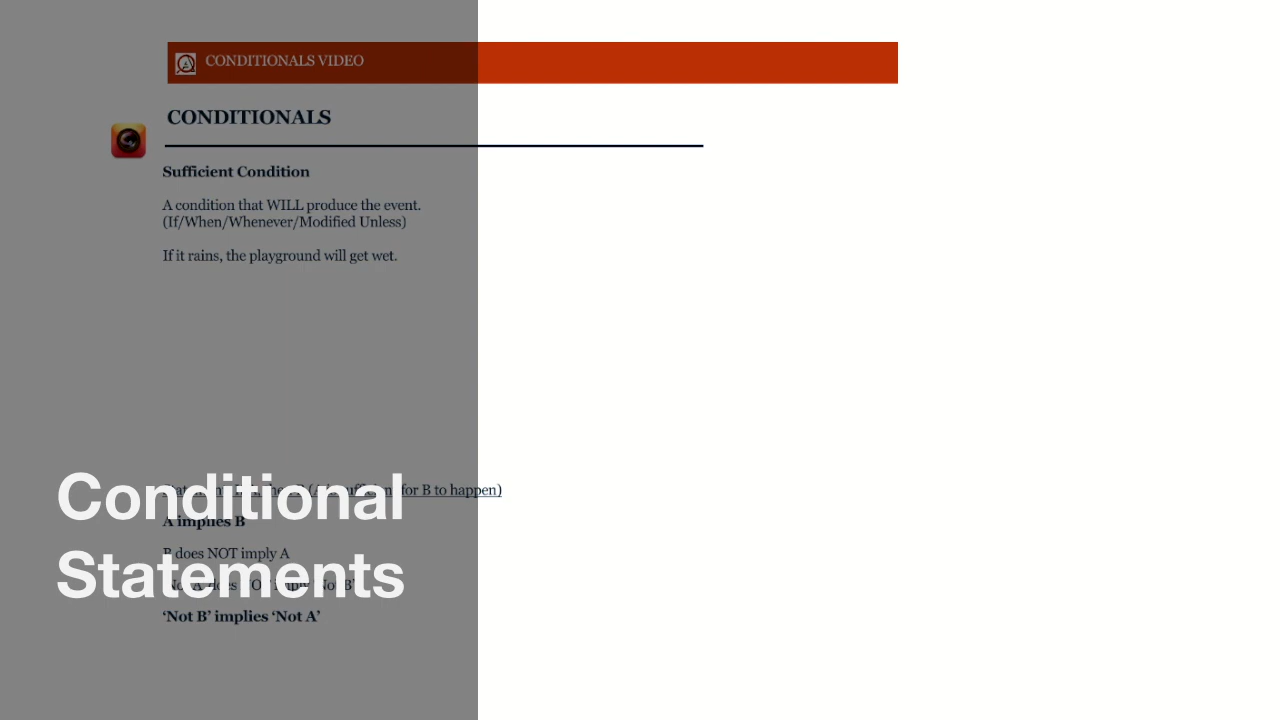 CONDITIONALS VIDEO
CONDITIONALS
Sufficient Condition
A condition that WILL produce the event.
(If/When/Whenever/Modified Unless)
If it rains, the playground will get wet.
for B to happen)
Conditional
A implies B
B does NOT imply A
Statements
'Not B' implies 'Not A'